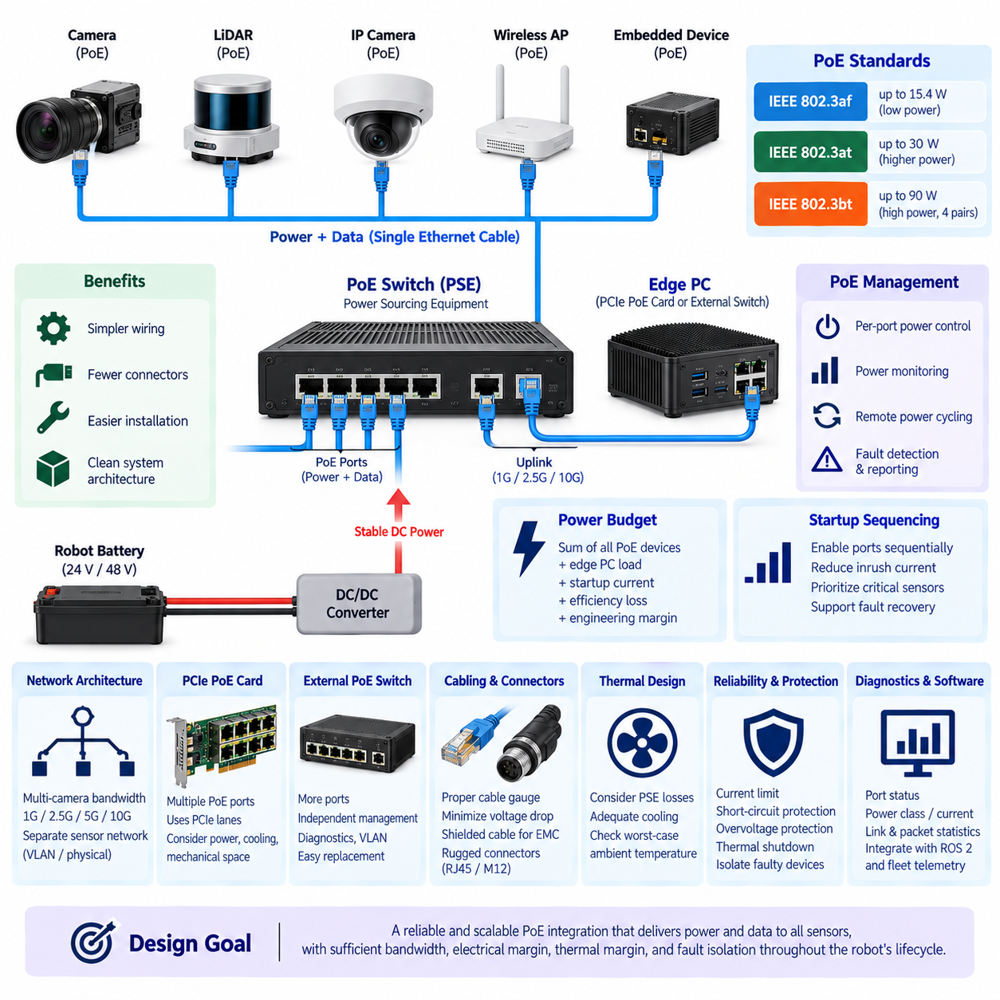 Camera
(PoE)
LiDAR
(PoE)
IP Camera
(PoE)
Wireless AP
(PoE)
Embedded Device
(PoE)
PoE Standards
IEEE 802.3af
up to 15.4 W
(low power)
IEEE 802.3at
up to 30 W
(higher power)
IEEE 802.3bt
up to 90 W
(high power, 4 pairs)
Power + Data (Single Ethernet Cable)
Benefits
Simpler wiring
Fewer connectors
Easier installation
Clean system
architecture
PoE Switch (PSE)
Power Sourcing Equipment
Edge PC
(PCIe PoE Card or External Switch)
PoE Management
Per-port power control
Power monitoring
Remote power cycling
Fault detection
& reporting
PoE Ports
(Power + Data)
Uplink
(1G / 2.5G / 10G)
Stable DC Power
Robot Battery
(24 V / 48 V)
DC/DC
Converter
Power Budget
Sum of all PoE devices
+ edge PC load
+ startup current
+ efficiency loss
+ engineering margin
Startup Sequencing
Enable ports sequentially
Reduce inrush current
Prioritize critical sensors
Support fault recovery
Network Architecture
Multi-camera bandwidth
1G / 2.5G / 5G / 10G
Separate sensor network
(VLAN / physical)
PCIe PoE Card
Multiple PoE ports
Uses PCIe lanes
Consider power, cooling,
mechanical space
External PoE Switch
More ports
Independent management
Diagnostics, VLAN
Easy replacement
Cabling & Connectors
Proper cable gauge
Minimize voltage drop
Shielded cable for EMC
Rugged connectors
(RJ45 / M12)
Thermal Design
Consider PSE losses
Adequate cooling
Check worst-case
ambient temperature
Reliability & Protection
Current limit
Short-circuit protection
Overvoltage protection
Thermal shutdown
Isolate faulty devices
Diagnostics & Software
Port status
Power class / current
Link & packet statistics
Integrate with ROS 2
and fleet telemetry
Design Goal
A reliable and scalable PoE integration that delivers power and data to all sensors,
with sufficient bandwidth, electrical margin, thermal margin, and fault isolation throughout the robot's lifecycle.